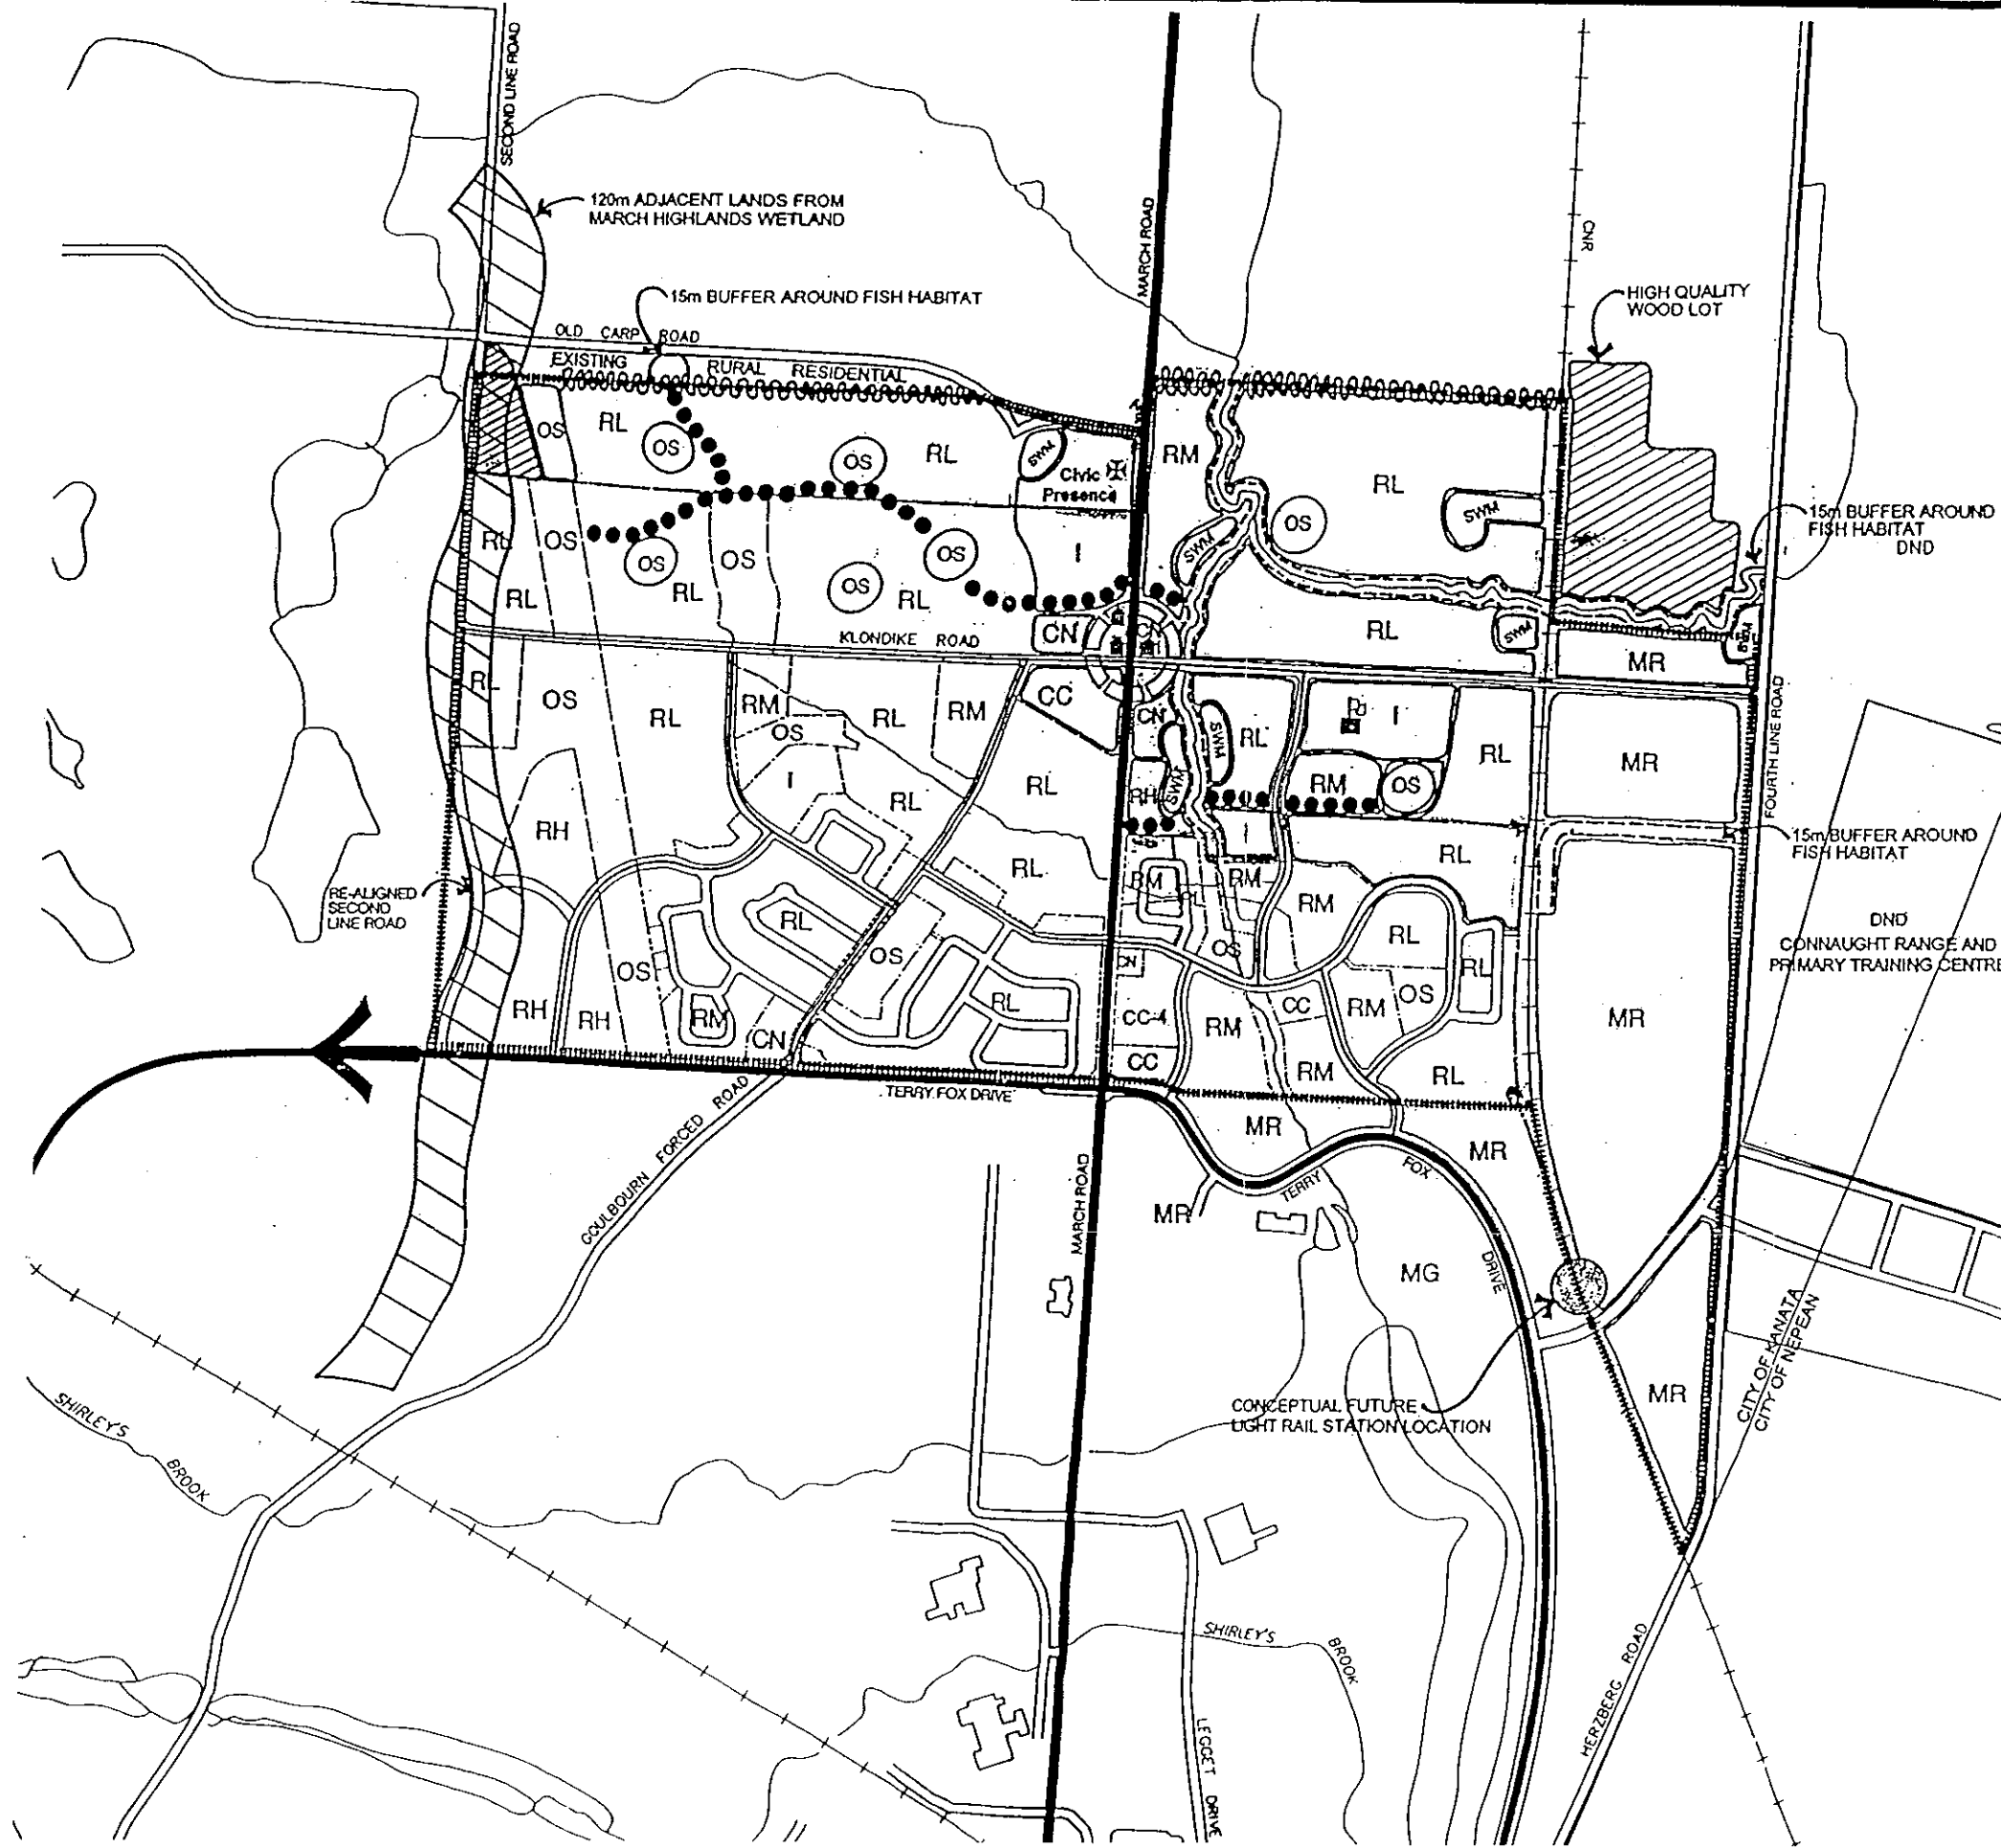 SECOND LINE ROAD
120m ADJACENT LANDS FROM
MARCH HIGHLANDS WETLAND
MARCH ROAD
CNR
15m BUFFER AROUND FISH HABITAT
HIGH QUALITY
WOOD LOT
OLD CARP ROAD
EXISTING RURAL RESIDENTIAL
OS
RL
OS
OS
RL
SWM
Civic
Presence
RM
RL
SWM
OS
15m BUFFER AROUND
FISH HABITAT
DND
RL
OS
OS
OS
OS
OS
I
SWM
RL
RL
RL
CN
CN
RL
SWM
SWM
KLONDIKE ROAD
MR
RL
OS
RL
RM
OS
RL
RM
CC
CN
SWM
RL
I
RL
MR
FOURTH LINE ROAD
I
RL
RL
RH
SWM
RM
OS
RH
I
RL
RL
15m BUFFER AROUND
FISH HABITAT
RM
RM
RM
RE-ALIGNED
SECOND
LINE ROAD
RL
OS
OS
RL
RL
OS
DND
CONNAUGHT RANGE AND
PRIMARY TRAINING CENTRE
CN
RH
RH
RM
CN
RL
CC-4
RM
CC
RM
OS
MR
CC
RM
RL
TERRY FOX DRIVE
MR
MR
GOULBOURN FORCED ROAD
MARCH ROAD
MR
TERRY FOX DRIVE
MG
CITY OF KANATA
CITY OF NEPEAN
MR
CONCEPTUAL FUTURE
LIGHT RAIL STATION LOCATION
SHIRLEY'S
BROOK
SHIRLEY'S
BROOK
LEGGET DRIVE
HERZBERG ROAD